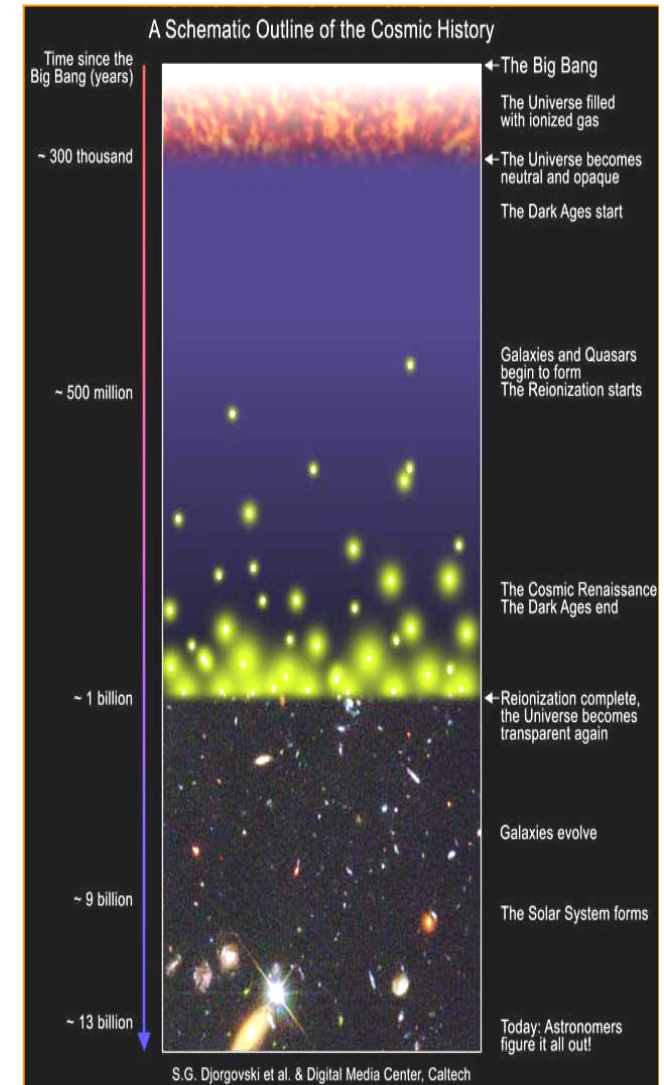 A Schematic Outline of the Cosmic History
Time since the
Big Bang (years)
The Big Bang
The Universe filled
with ionized gas
~ 300 thousand
The Universe becomes
neutral and opaque
The Dark Ages start
Galaxies and Quasars
begin to form
~ 500 million
The Reionization starts
The Cosmic Renaissance
The Dark Ages end
~ 1 billion
Reionization complete,
the Universe becomes
transparent again
Galaxies evolve
~ 9 billion
The Solar System forms
~ 13 billion
Today: Astronomers
figure it all out!
S.G. Djorgovski et al. & Digital Media Center, Caltech